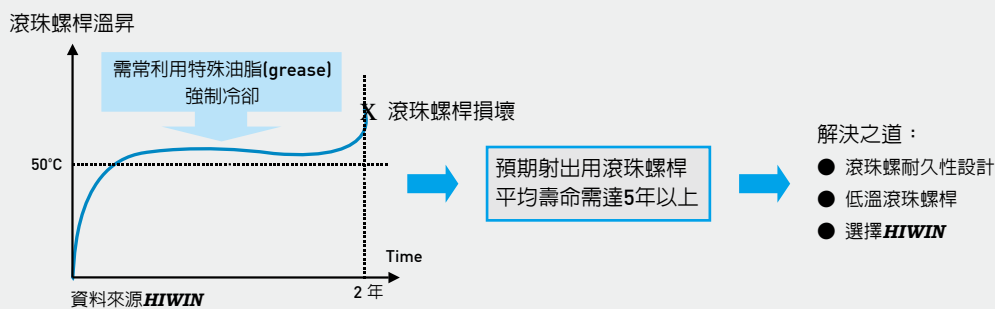 滾珠螺桿溫昇
需常利用特殊油脂(grease)
強制冷卻
X 滾珠螺桿損壞
50°C
Time
2 年
資料來源HIWIN
預期射出用滾珠螺桿
平均壽命需達5年以上
解決之道：
● 滾珠螺耐久性設計
● 低溫滾珠螺桿
● 選擇HIWIN